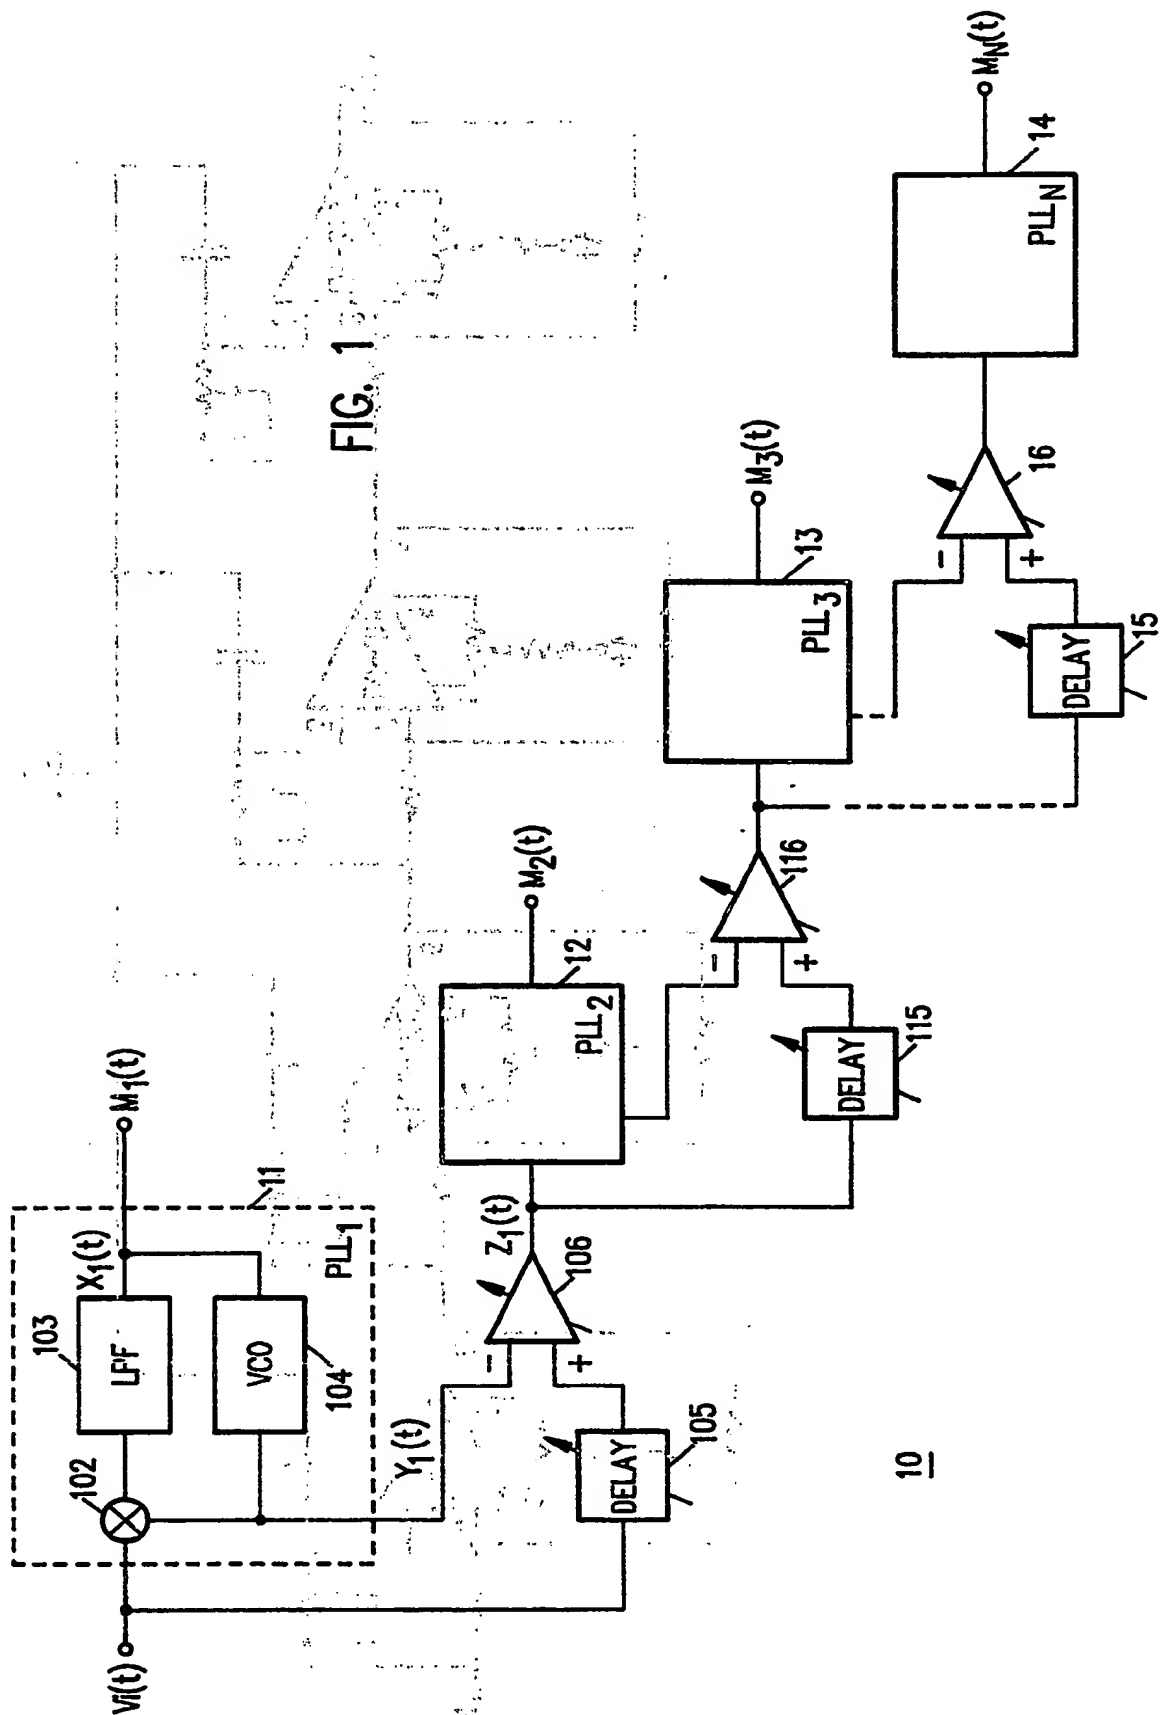 FIG. 1
Vi(t)
102
103
LPF
X1(t)
M1(t)
VCO
104
PLL1
11
Y1(t)
DELAY
105
-
+
106
Z1(t)
PLL2
12
M2(t)
DELAY
115
-
+
116
PLL3
13
M3(t)
DELAY
15
-
+
16
PLLN
14
MN(t)
10